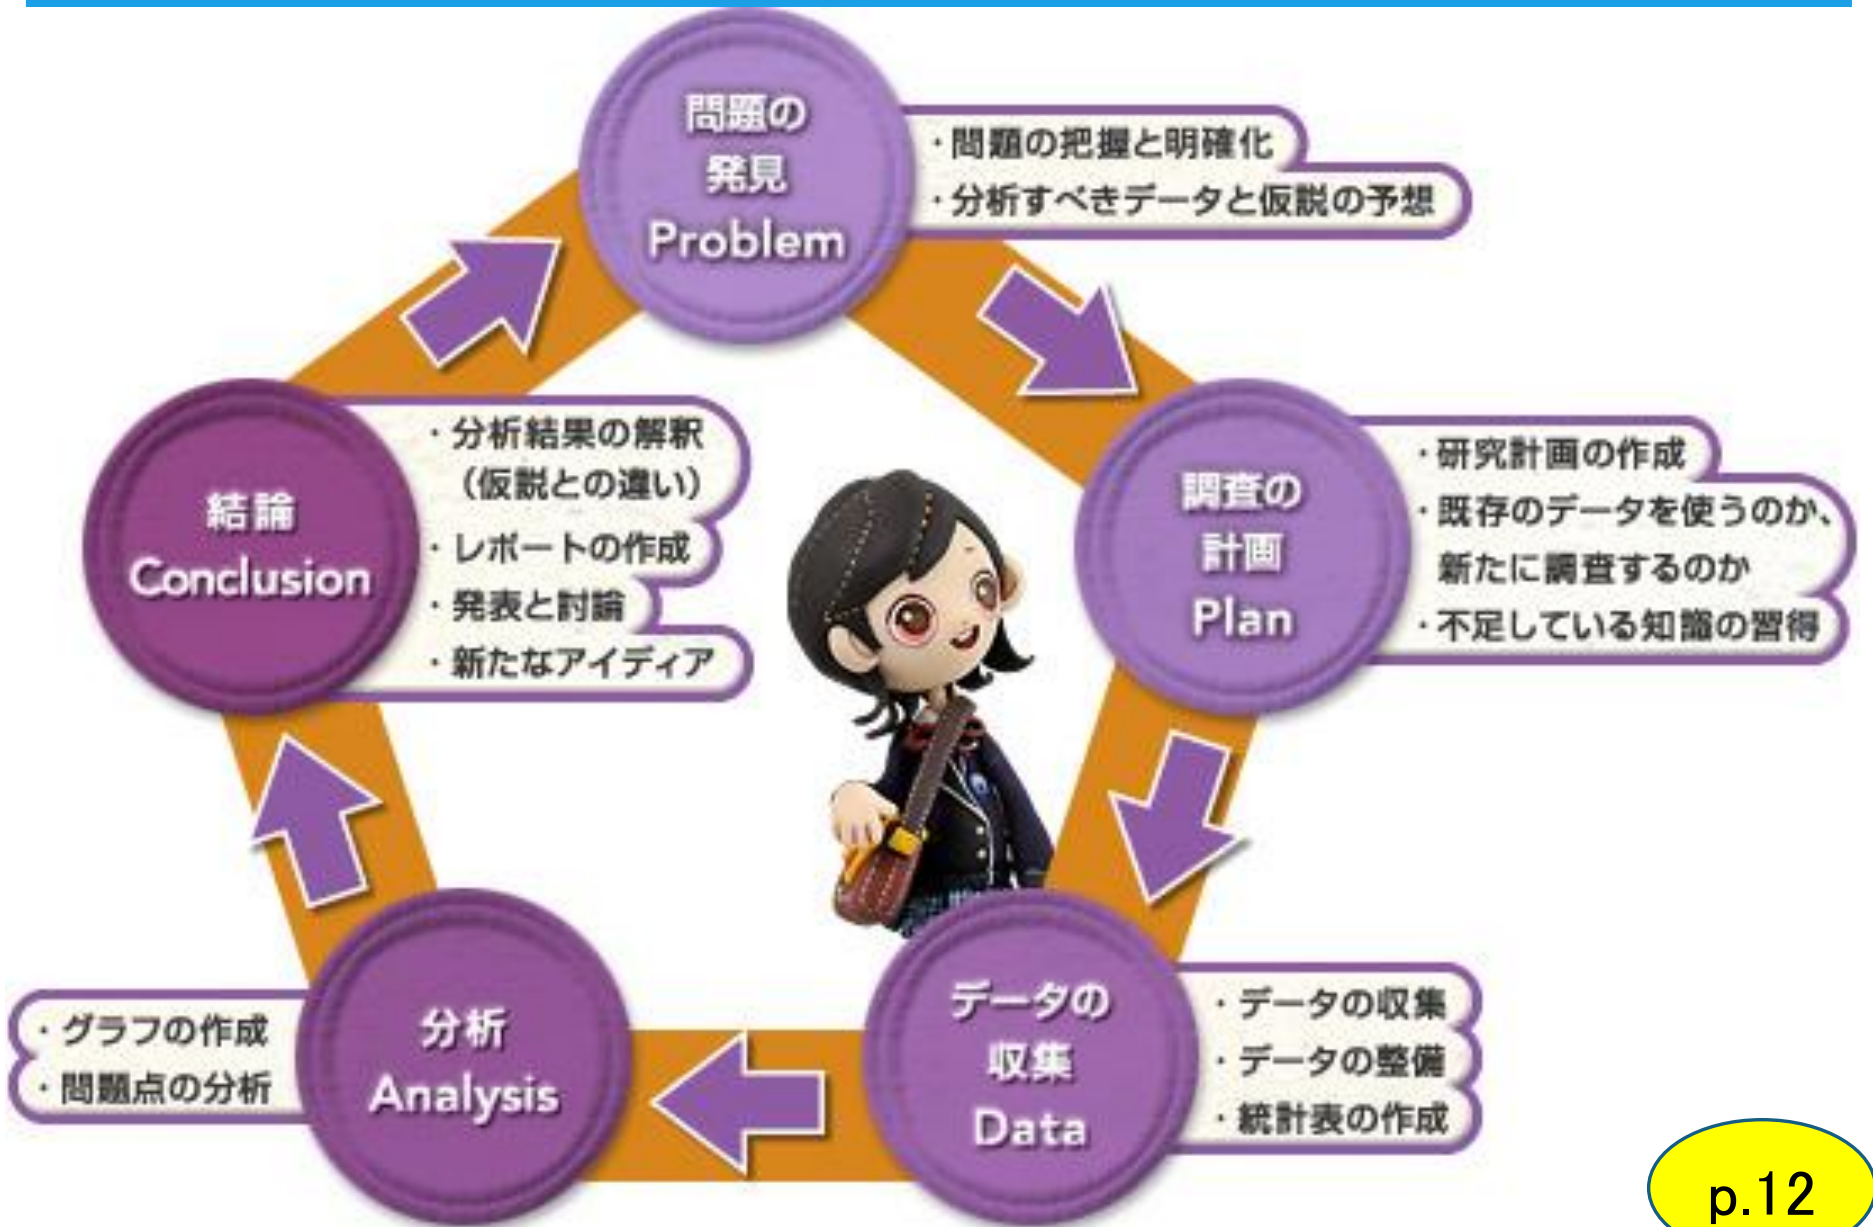 問題の
発見
Problem
・問題の把握と明確化
・分析すべきデータと仮説の予想
調査の
計画
Plan
・研究計画の作成
・既存のデータを使うのか、
新たに調査するのか
・不足している知識の習得
データの
収集
Data
・データの収集
・データの整備
・統計表の作成
分析
Analysis
・グラフの作成
・問題点の分析
結論
Conclusion
・分析結果の解釈
（仮説との違い）
・レポートの作成
・発表と討論
・新たなアイディア
p.12